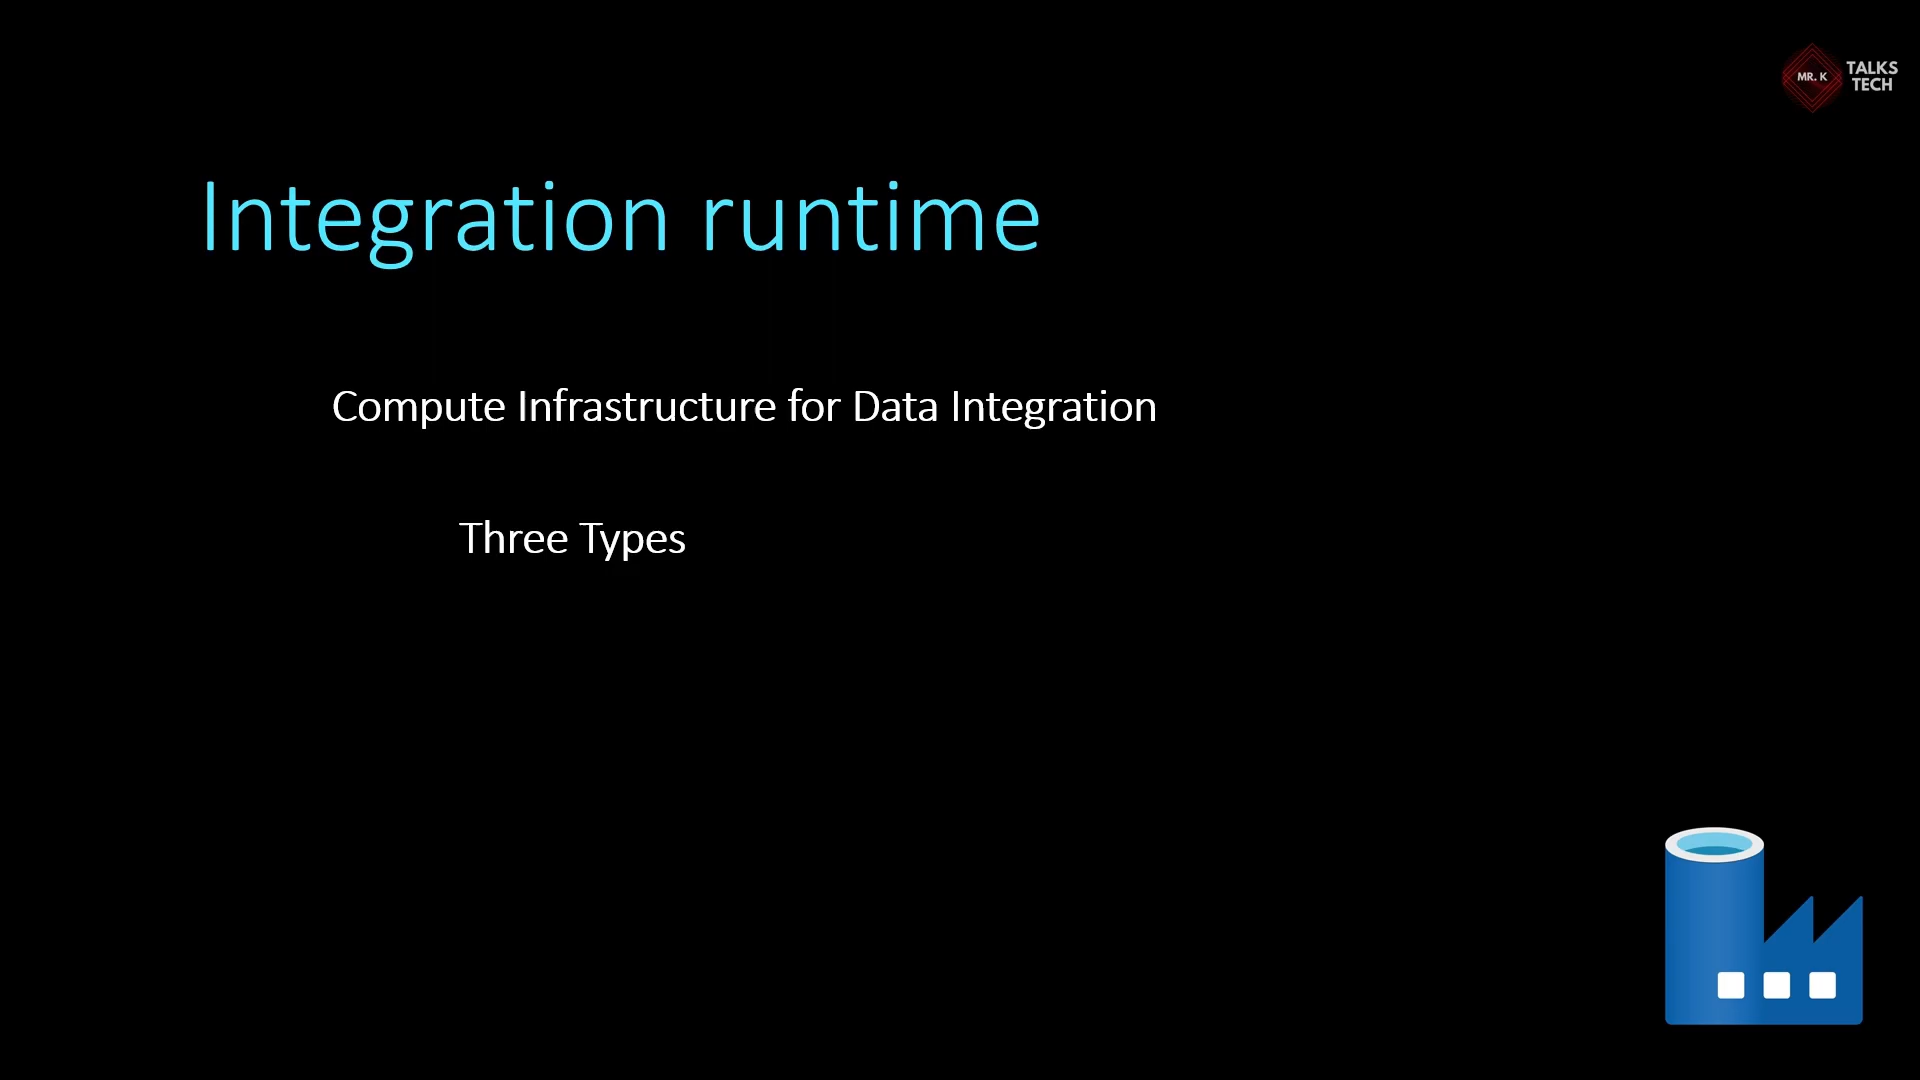 MR. K
TALKS
TECH
Integration runtime
Compute Infrastructure for Data Integration
Three Types